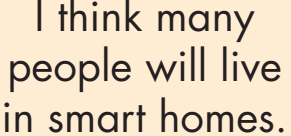 I think many
people will live
in smart homes.